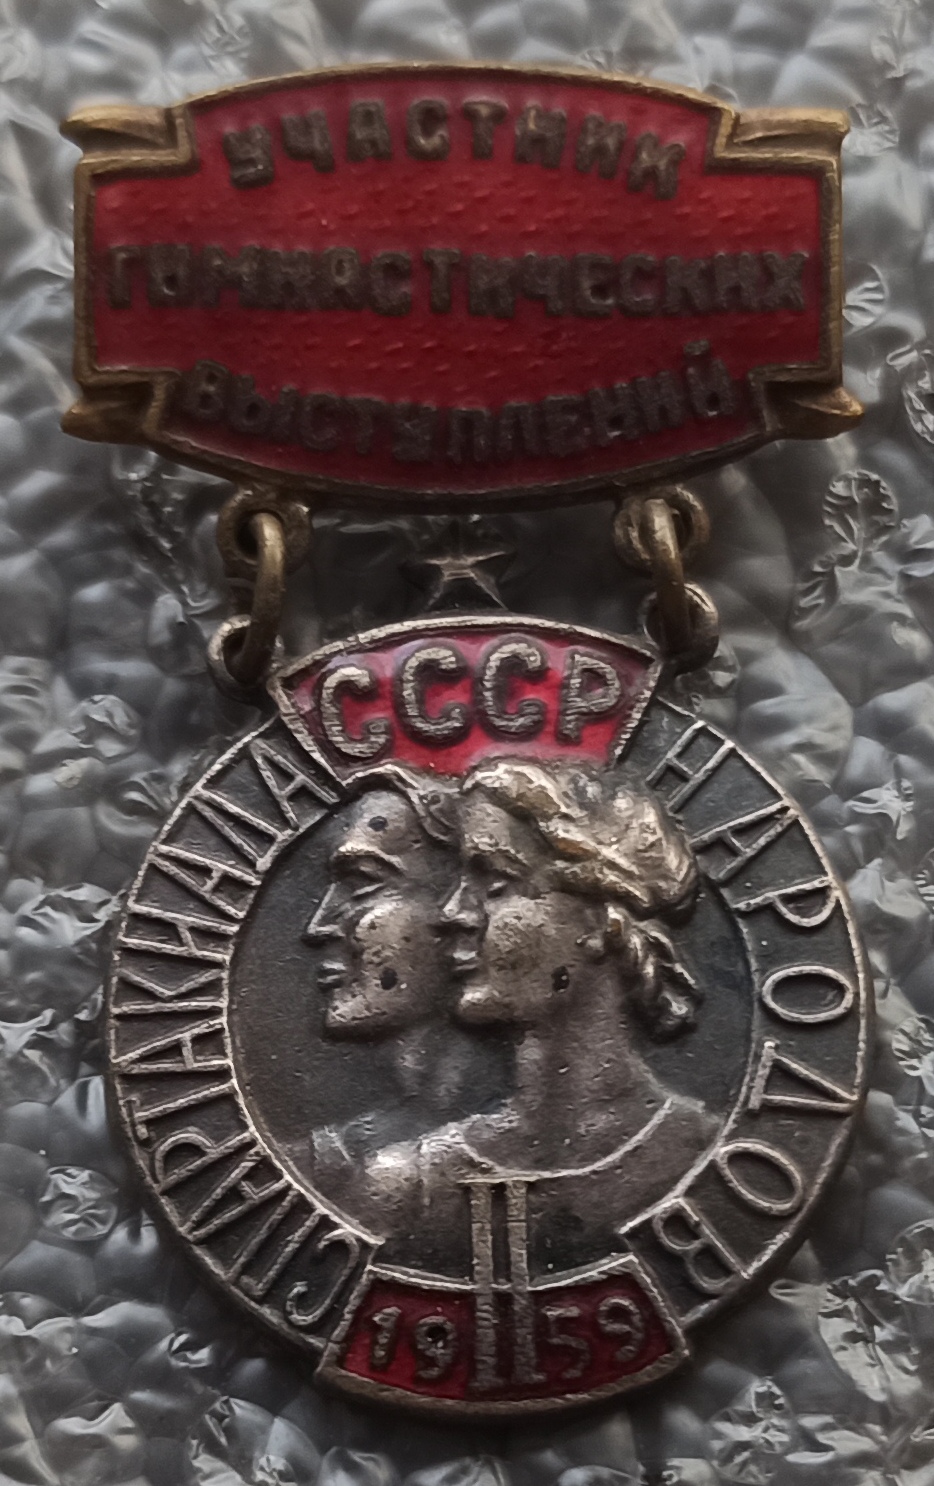 УЧАСТНИК
ГИМНАСТИЧЕСКИХ
ВЫСТУПЛЕНИЙ
СССР
СПАРТАКИАДА НАРОДОВ
II
1959